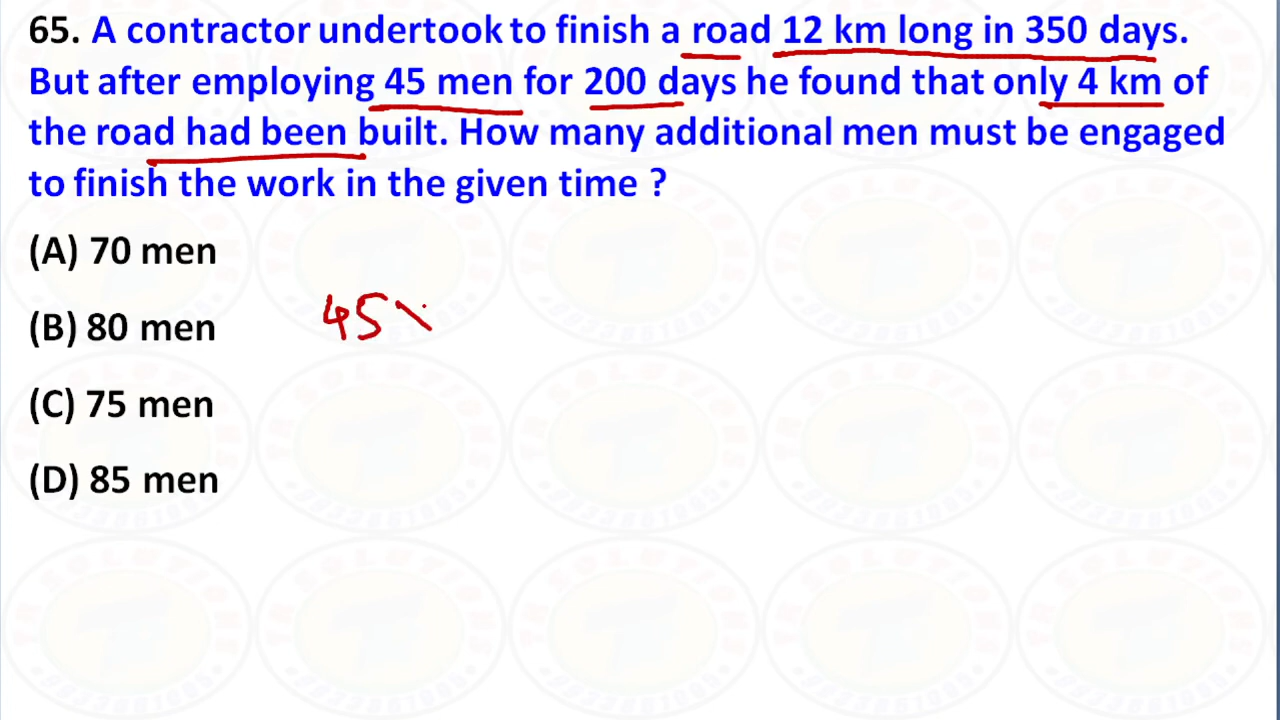 65. A contractor undertook to finish a road 12 km long in 350 days.
But after employing 45 men for 200 days he found that only 4 km of
the road had been built. How many additional men must be engaged
to finish the work in the given time ?
(A) 70 men
(B) 80 men
45
(C) 75 men
(D) 85 men